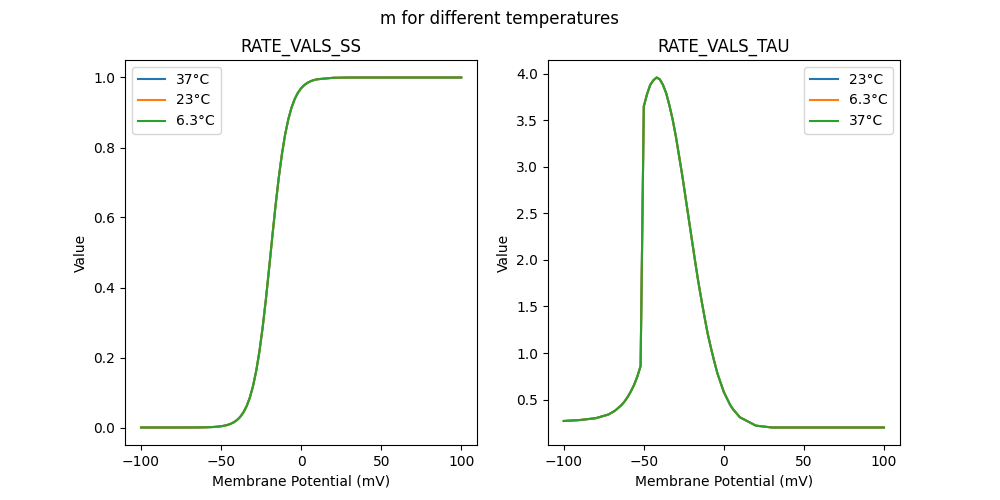 m for different temperatures
RATE_VALS_SS
1.0
0.8
0.6
0.4
0.2
0.0
Value
37°C
23°C
6.3°C
−100
−50
0
50
100
Membrane Potential (mV)
RATE_VALS_TAU
4.0
3.5
3.0
2.5
2.0
1.5
1.0
0.5
Value
23°C
6.3°C
37°C
−100
−50
0
50
100
Membrane Potential (mV)